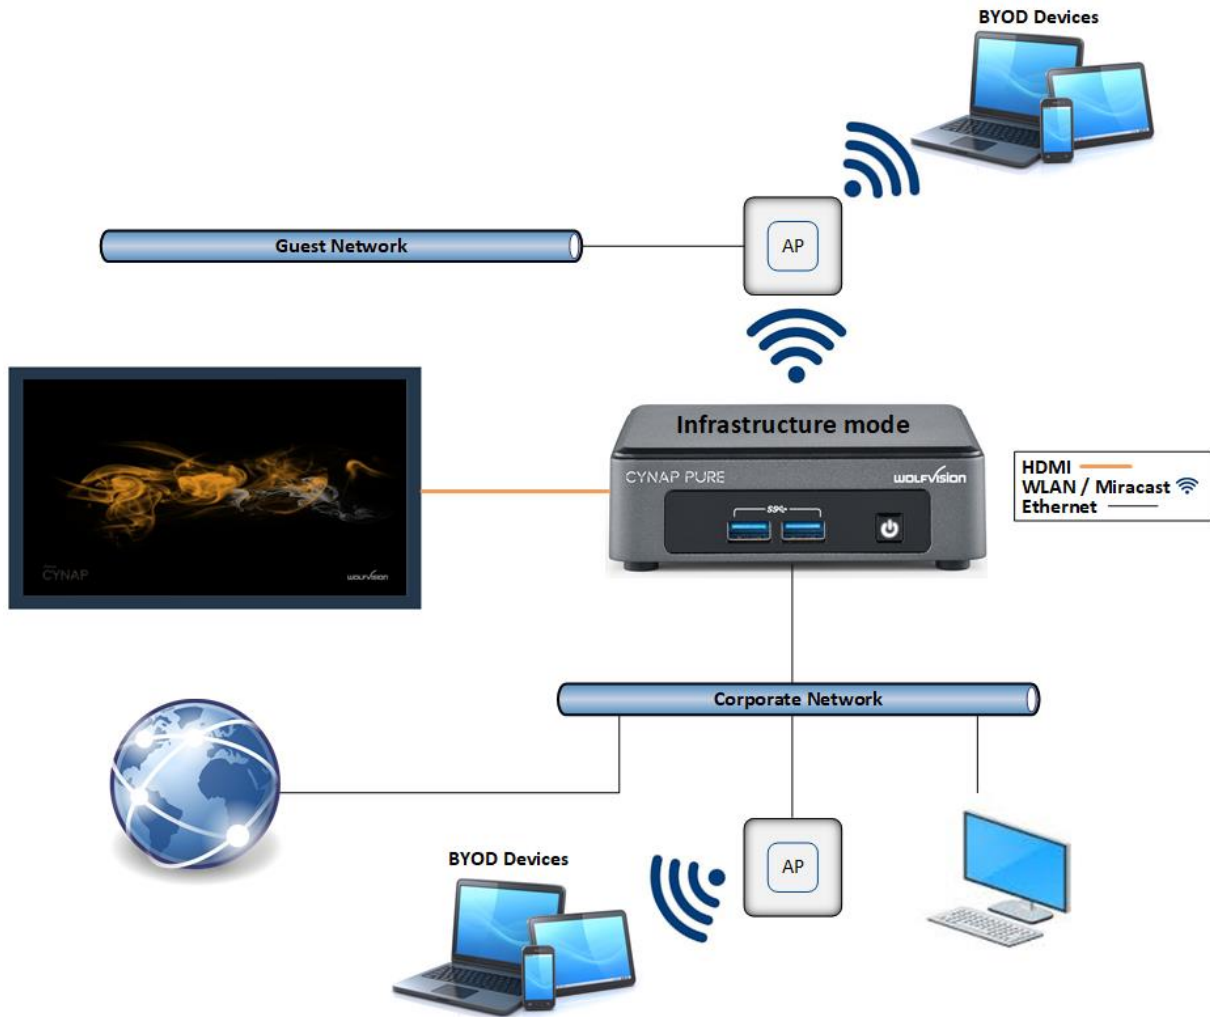 BYOD Devices
Guest Network
AP
Infrastructure mode
CYNAP PURE
WOLFVISION
SS
HDMI
WLAN / Miracast
Ethernet
CYNAP
WOLFVISION
Corporate Network
AP
BYOD Devices